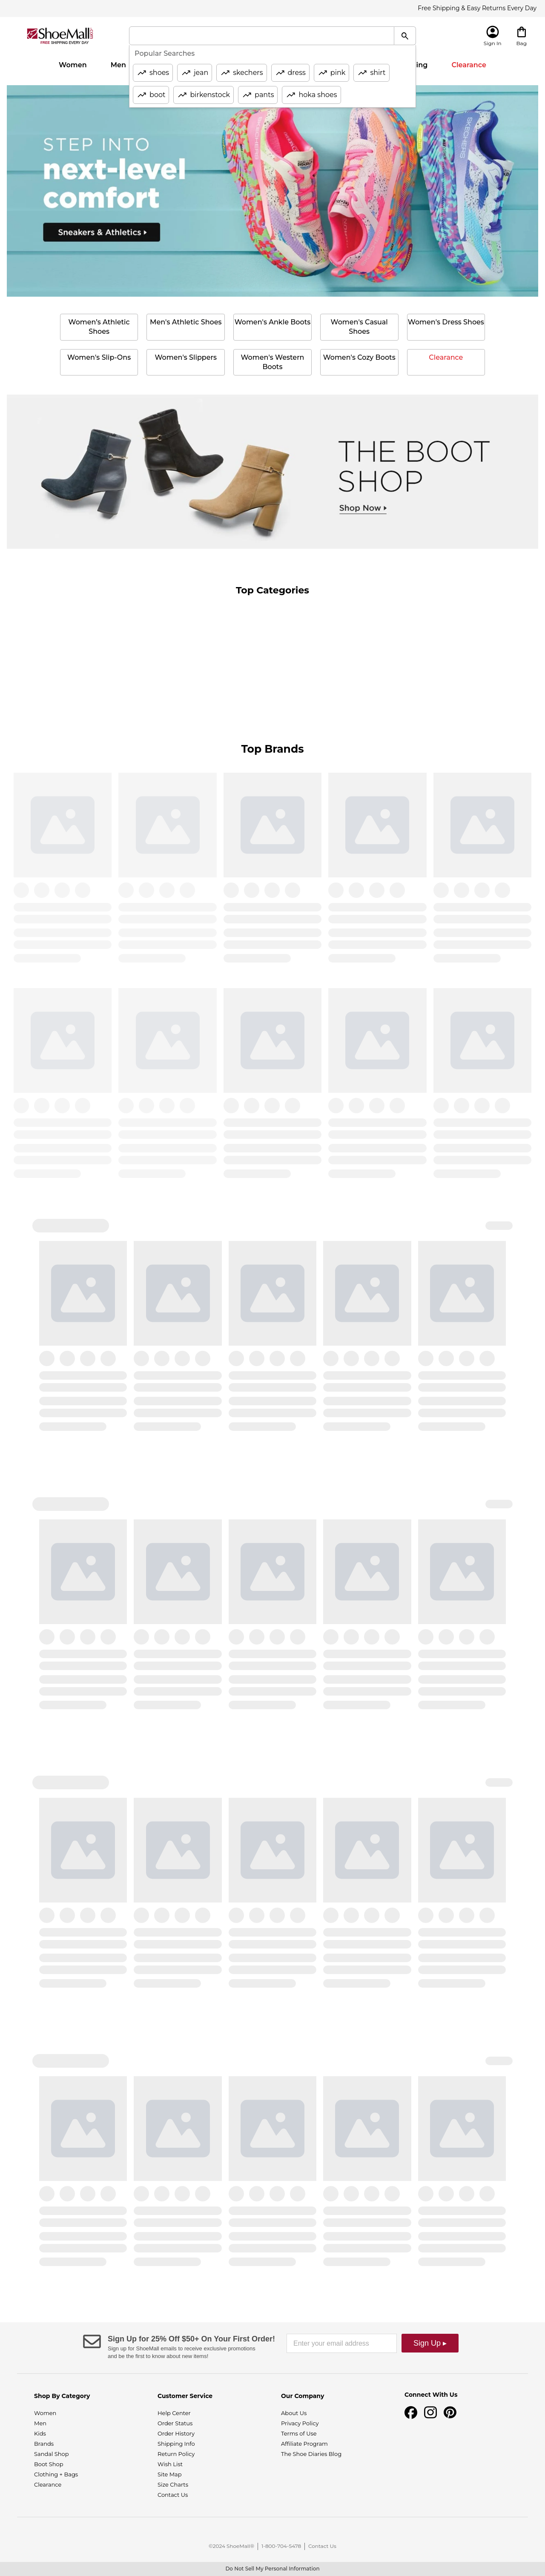 Free Shipping & Easy Returns Every Day
ShoeMall
FREE SHIPPING EVERY DAY
Sign In
Bag
Popular Searches
shoes
jean
skechers
dress
pink
shirt
boot
birkenstock
pants
hoka shoes
Women
Men
ing
Clearance
STEP INTO
next-level
comfort
Sneakers & Athletics
Women's Athletic
Shoes
Men's Athletic Shoes
Women's Ankle Boots
Women's Casual
Shoes
Women's Dress Shoes
Women's Slip-Ons
Women's Slippers
Women's Western
Boots
Women's Cozy Boots
Clearance
THE BOOT
SHOP
Shop Now
Top Categories
Top Brands
Sign Up for 25% Off $50+ On Your First Order!
Sign up for ShoeMall emails to receive exclusive promotions
and be the first to know about new items!
Enter your email address
Sign Up ▸
Shop By Category
Women
Men
Kids
Brands
Sandal Shop
Boot Shop
Clothing + Bags
Clearance
Customer Service
Help Center
Order Status
Order History
Shipping Info
Return Policy
Wish List
Site Map
Size Charts
Contact Us
Our Company
About Us
Privacy Policy
Terms of Use
Affiliate Program
The Shoe Diaries Blog
Connect With Us
©2024 ShoeMall®
1-800-704-5478
Contact Us
Do Not Sell My Personal Information